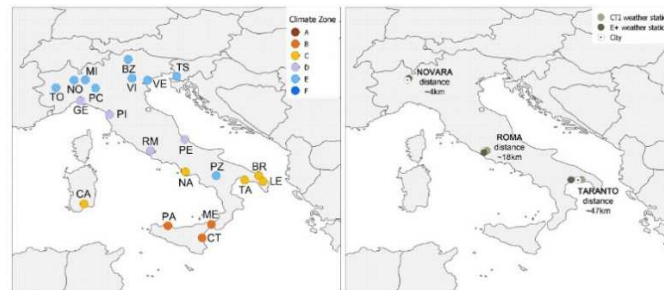 Climate Zone
A
B
C
D
E
F
BZ
TS
MI
NO
TO
PC
VI
VE
GE
PI
RM
PE
NA
PZ
BR
TA
LE
CA
PA
ME
CT
CTI weather station
E+ weather station
City
NOVARA
distance
~4km
ROMA
distance
~18km
TARANTO
distance
~47km